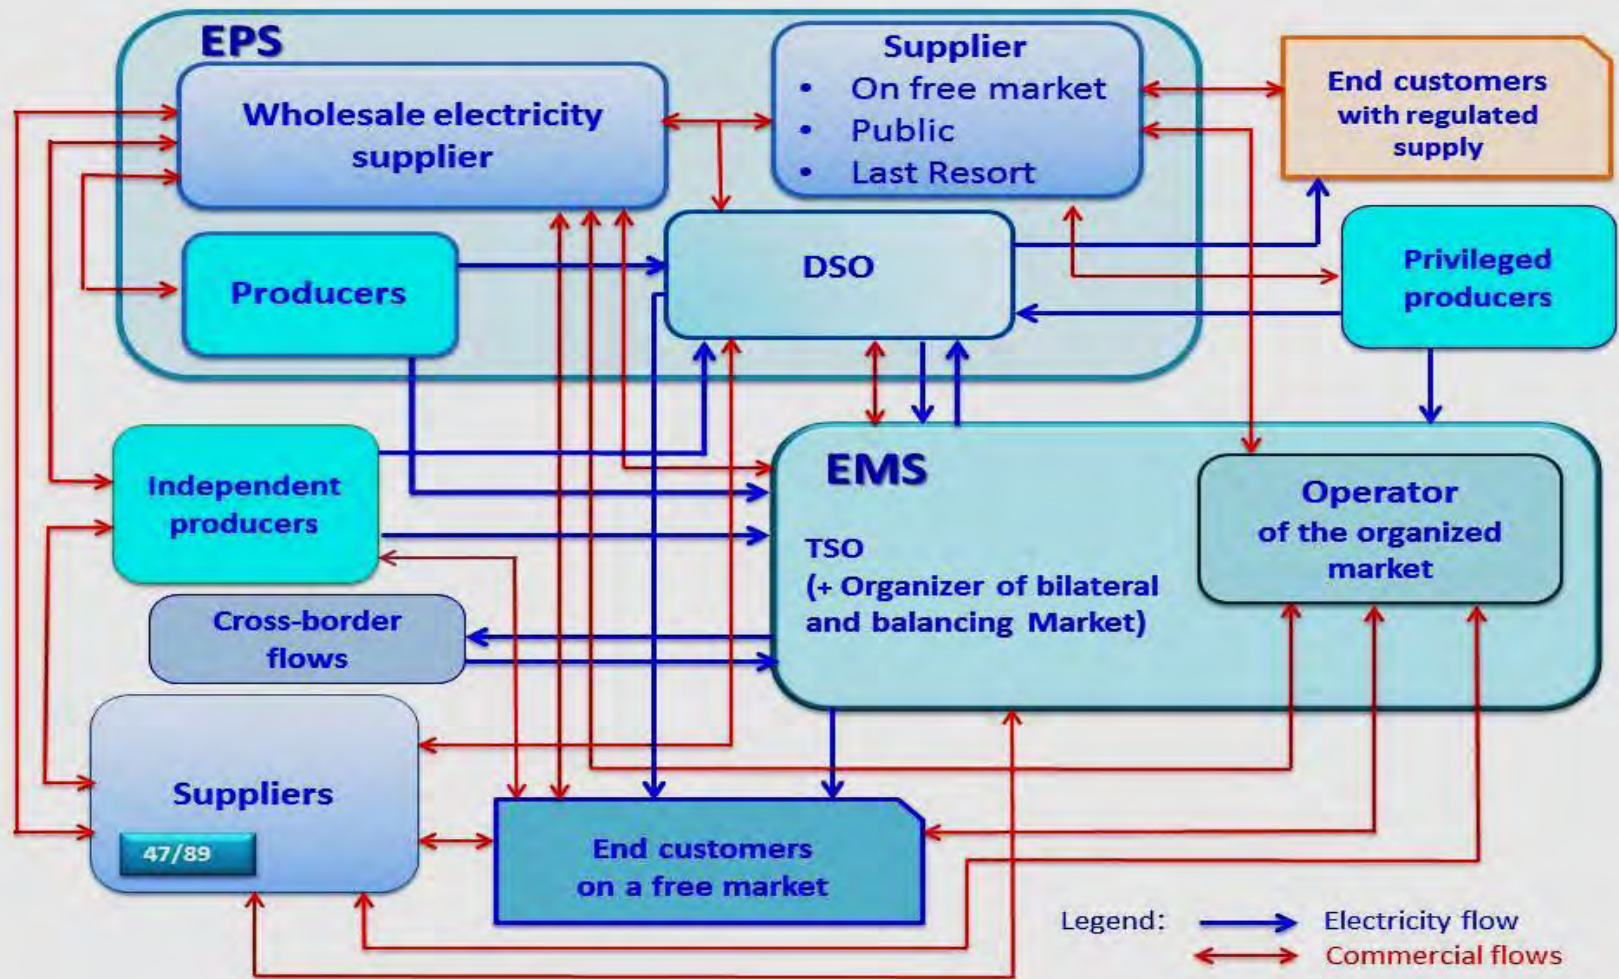 EPS
Wholesale electricity
supplier
Supplier
• On free market
• Public
• Last Resort
End customers
with regulated
supply
Producers
DSO
Privileged
producers
Independent
producers
EMS
TSO
(+ Organizer of bilateral
and balancing Market)
Operator
of the organized
market
Cross-border
flows
Suppliers
47/89
End customers
on a free market
Legend:
Electricity flow
Commercial flows